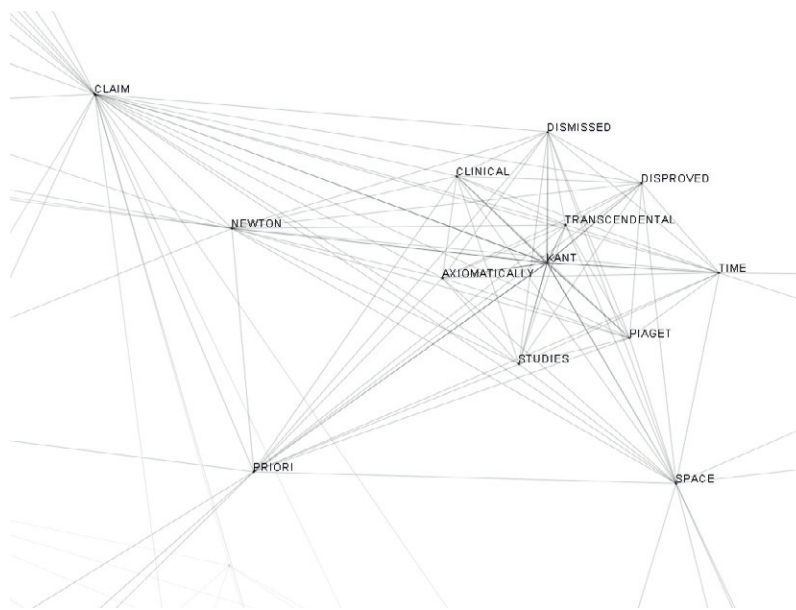 CLAIM
DISMISSED
CLINICAL
DISPROVED
NEWTON
TRANSCENDENTAL
KANT
AXIOMATICALLY
TIME
PIAGET
STUDIES
PRIORI
SPACE